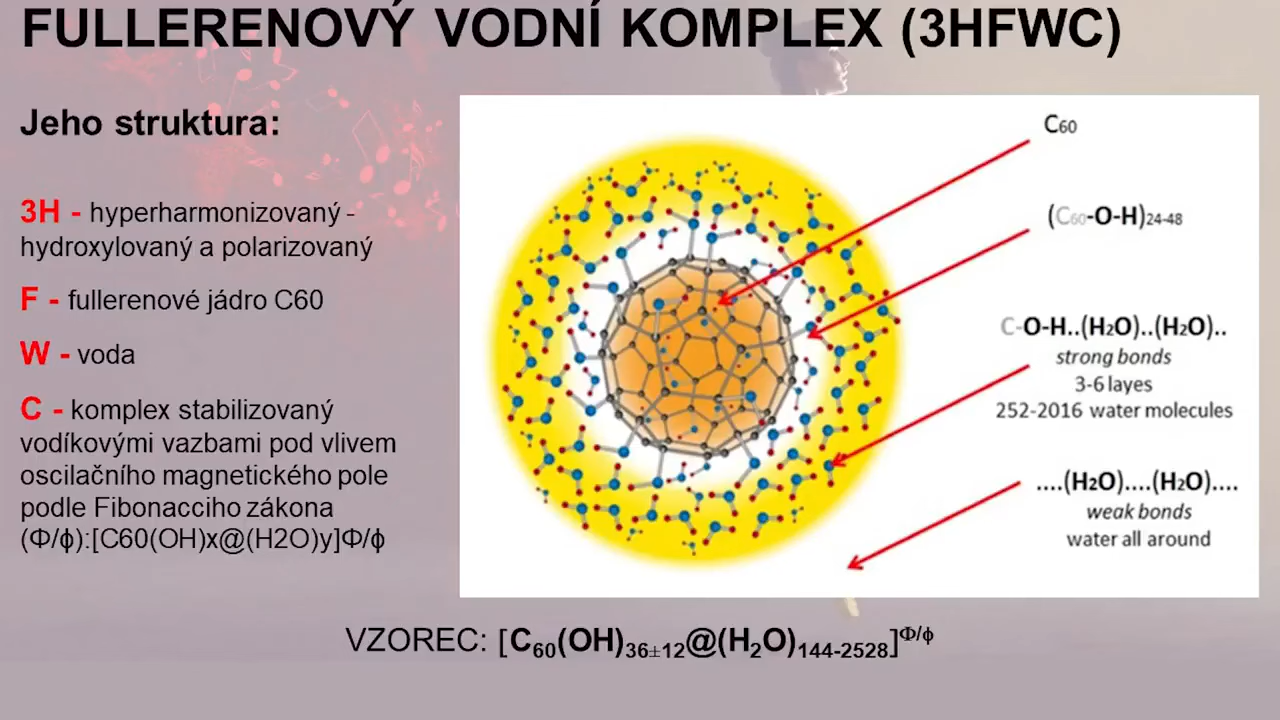 FULLERENOVÝ VODNÍ KOMPLEX (3HFWC)
Jeho struktura:
3H - hyperharmonizovaný -
hydroxylovaný a polarizovaný
F - fullerenové jádro C60
W - voda
C - komplex stabilizovaný
vodíkovými vazbami pod vlivem
oscilačního magnetického pole
podle Fibonacciho zákona
(Φ/ϕ):[C60(OH)x@(H2O)y]Φ/ϕ
C₆₀
(C₆₀-O-H)₂₄₋₄₈
C-O-H..(H₂O)..(H₂O)..
strong bonds
3-6 layes
252-2016 water molecules
....(H₂O)....(H₂O)....
weak bonds
water all around
VZOREC: [C₆₀(OH)₃₆±₁₂@(H₂O)₁₄₄₋₂₅₂₈]Φ/ϕ